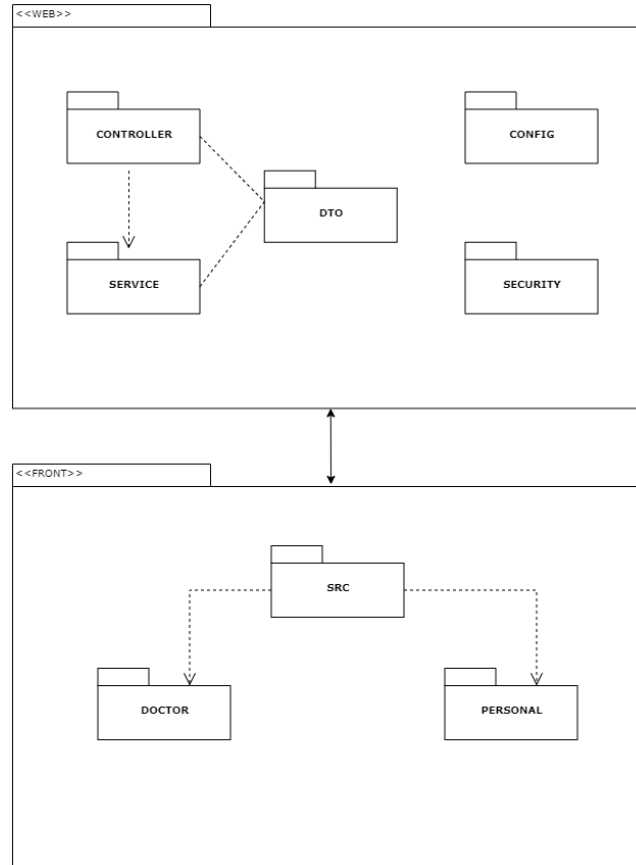 <<WEB>>
CONTROLLER
CONFIG
DTO
SERVICE
SECURITY
<<FRONT>>
SRC
DOCTOR
PERSONAL